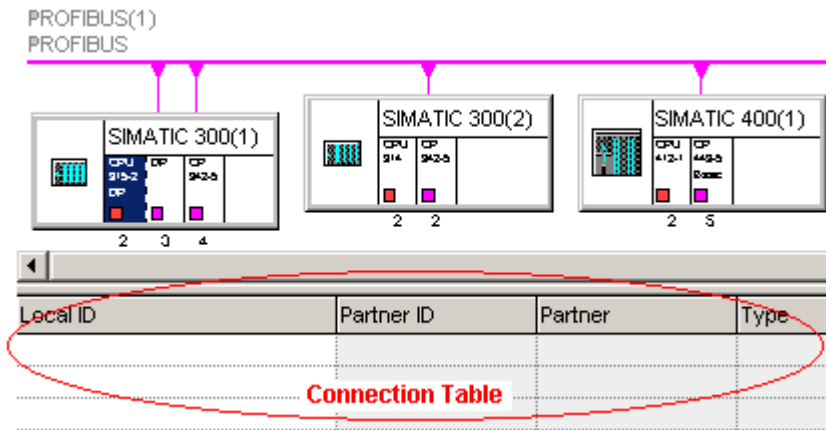 PROFIBUS(1)
PROFIBUS
SIMATIC 300(1)
CPU 315-2 DP
DP
CP 342-5
2 3 4
SIMATIC 300(2)
CPU 314
CP 342-5
2 2
SIMATIC 400(1)
CPU 412-1
CP 443-5 Basic
2 5
Local ID Partner ID Partner Type
Connection Table